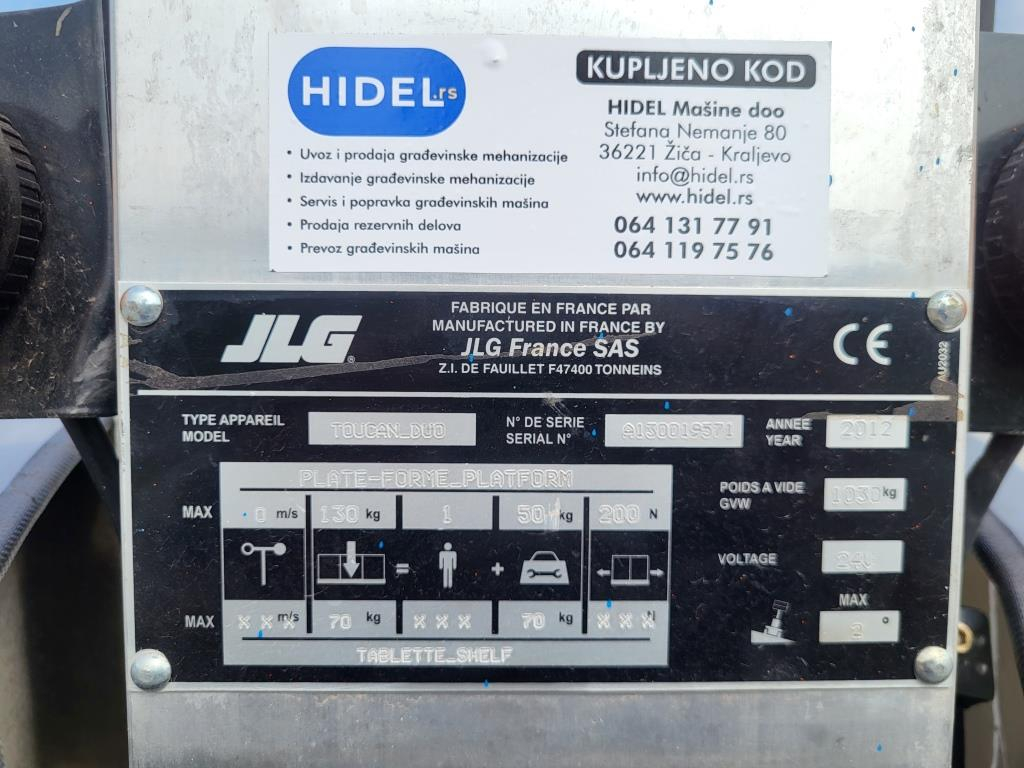 HIDEL.rs
• Uvoz i prodaja građevinske mehanizacije
• Izdavanje građevinske mehanizacije
• Servis i popravka građevinskih mašina
• Prodaja rezervnih delova
• Prevoz građevinskih mašina
KUPLJENO KOD
HIDEL Mašine doo
Stefana Nemanje 80
36221 Žiča - Kraljevo
info@hidel.rs
www.hidel.rs
064 131 77 91
064 119 75 76
JLG®
FABRIQUE EN FRANCE PAR
MANUFACTURED IN FRANCE BY
JLG France SAS
Z.I. DE FAUILLET F47400 TONNEINS
CE
AU2032
TYPE APPAREIL
MODEL
TOUCAN_DUO
N° DE SERIE
SERIAL N°
A130019571
ANNEE
YEAR
2012
PLATE-FORME_PLATFORM
MAX 0 m/s 130 kg 1 50 kg 200 N
= +
MAX XXX m/s 70 kg XXX 70 kg XXX N
TABLETTE_SHELF
POIDS A VIDE
GVW
1030 kg
VOLTAGE
24V
MAX
2°